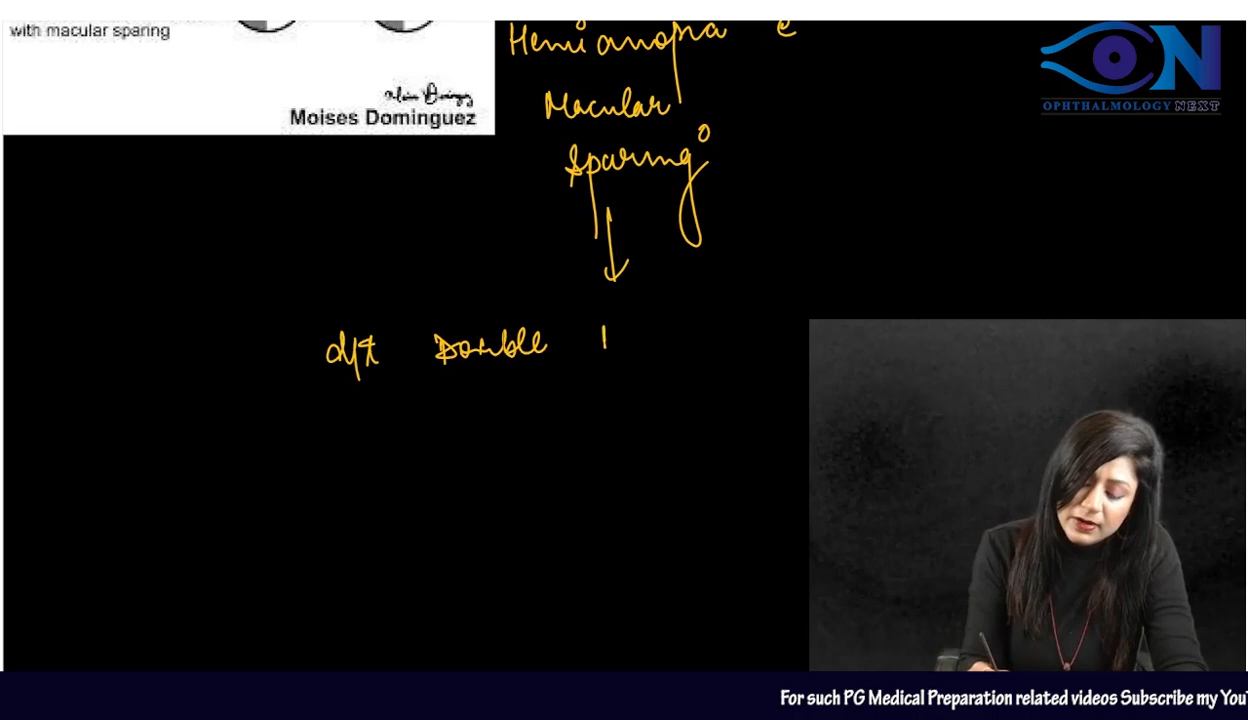 with macular sparing
Moises Dominguez
Hemianopia c
Macular
Sparing
d/t Double
ON
OPHTHALMOLOGY NEXT
For such PG Medical Preparation related videos Subscribe my You